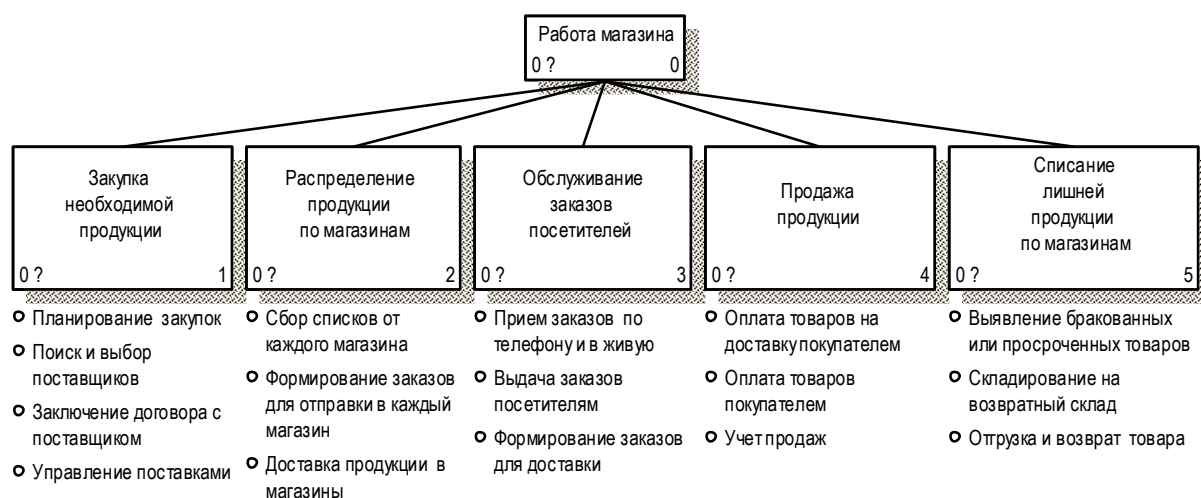 Работа магазина
0 ? 0
Закупка
необходимой
продукции
0 ? 1
Распределение
продукции
по магазинам
0 ? 2
Обслуживание
заказов
посетителей
0 ? 3
Продажа
продукции
0 ? 4
Списание
лишней
продукции
по магазинам
0 ? 5
Планирование закупок
Поиск и выбор
поставщиков
Заключение договора с
поставщиком
Управление поставками
Сбор списков от
каждого магазина
Формирование заказов
для отправки в каждый
магазин
Доставка продукции в
магазины
Прием заказов по
телефону и в живую
Выдача заказов
посетителям
Формирование заказов
для доставки
Оплата товаров на
доставку покупателем
Оплата товаров
покупателем
Учет продаж
Выявление бракованных
или просроченных товаров
Складирование на
возвратный склад
Отгрузка и возврат товара